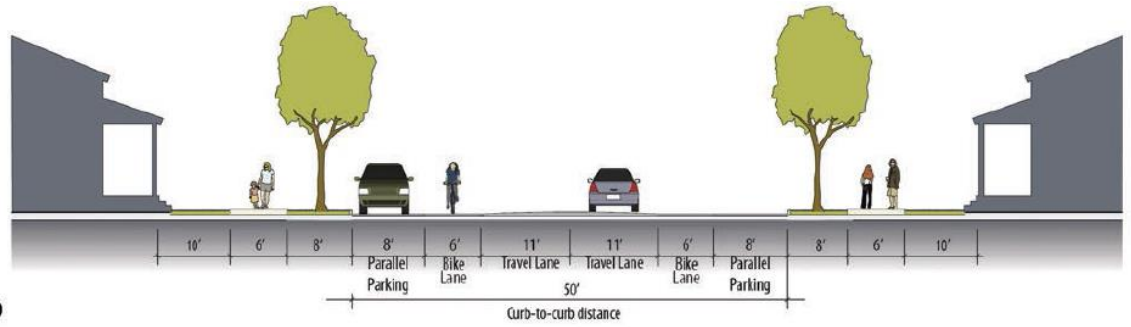 10' 6' 8' 8' 6' 11' 11' 6' 8' 8' 6' 10'
Parallel Parking
Bike Lane
Travel Lane
Travel Lane
Bike Lane
Parallel Parking
50'
Curb-to-curb distance